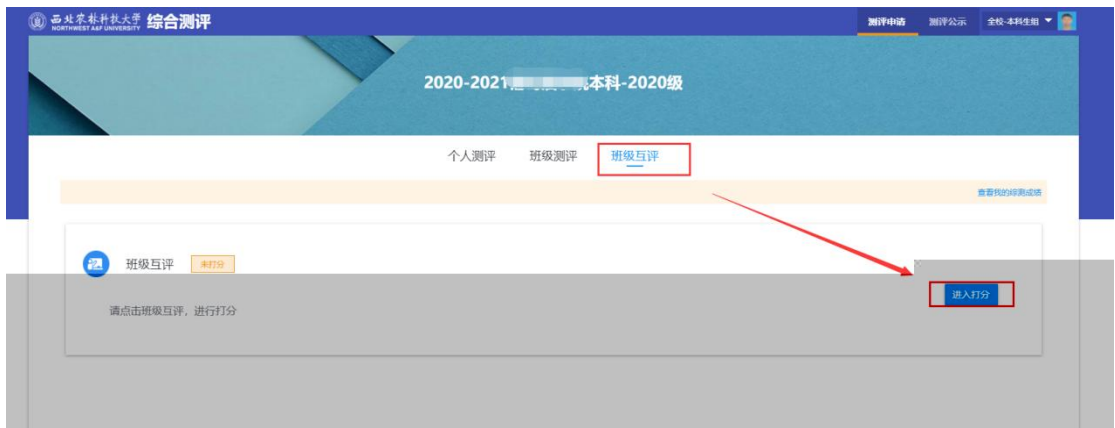 西北农林科技大学 综合测评
NORTHWEST A&F UNIVERSITY
测评申请 测评公示 全校-本科生组
2020-2021 本科-2020级
个人测评 班级测评 班级互评
查看我的综测成绩
班级互评 未打分
进入打分
请点击班级互评，进行打分